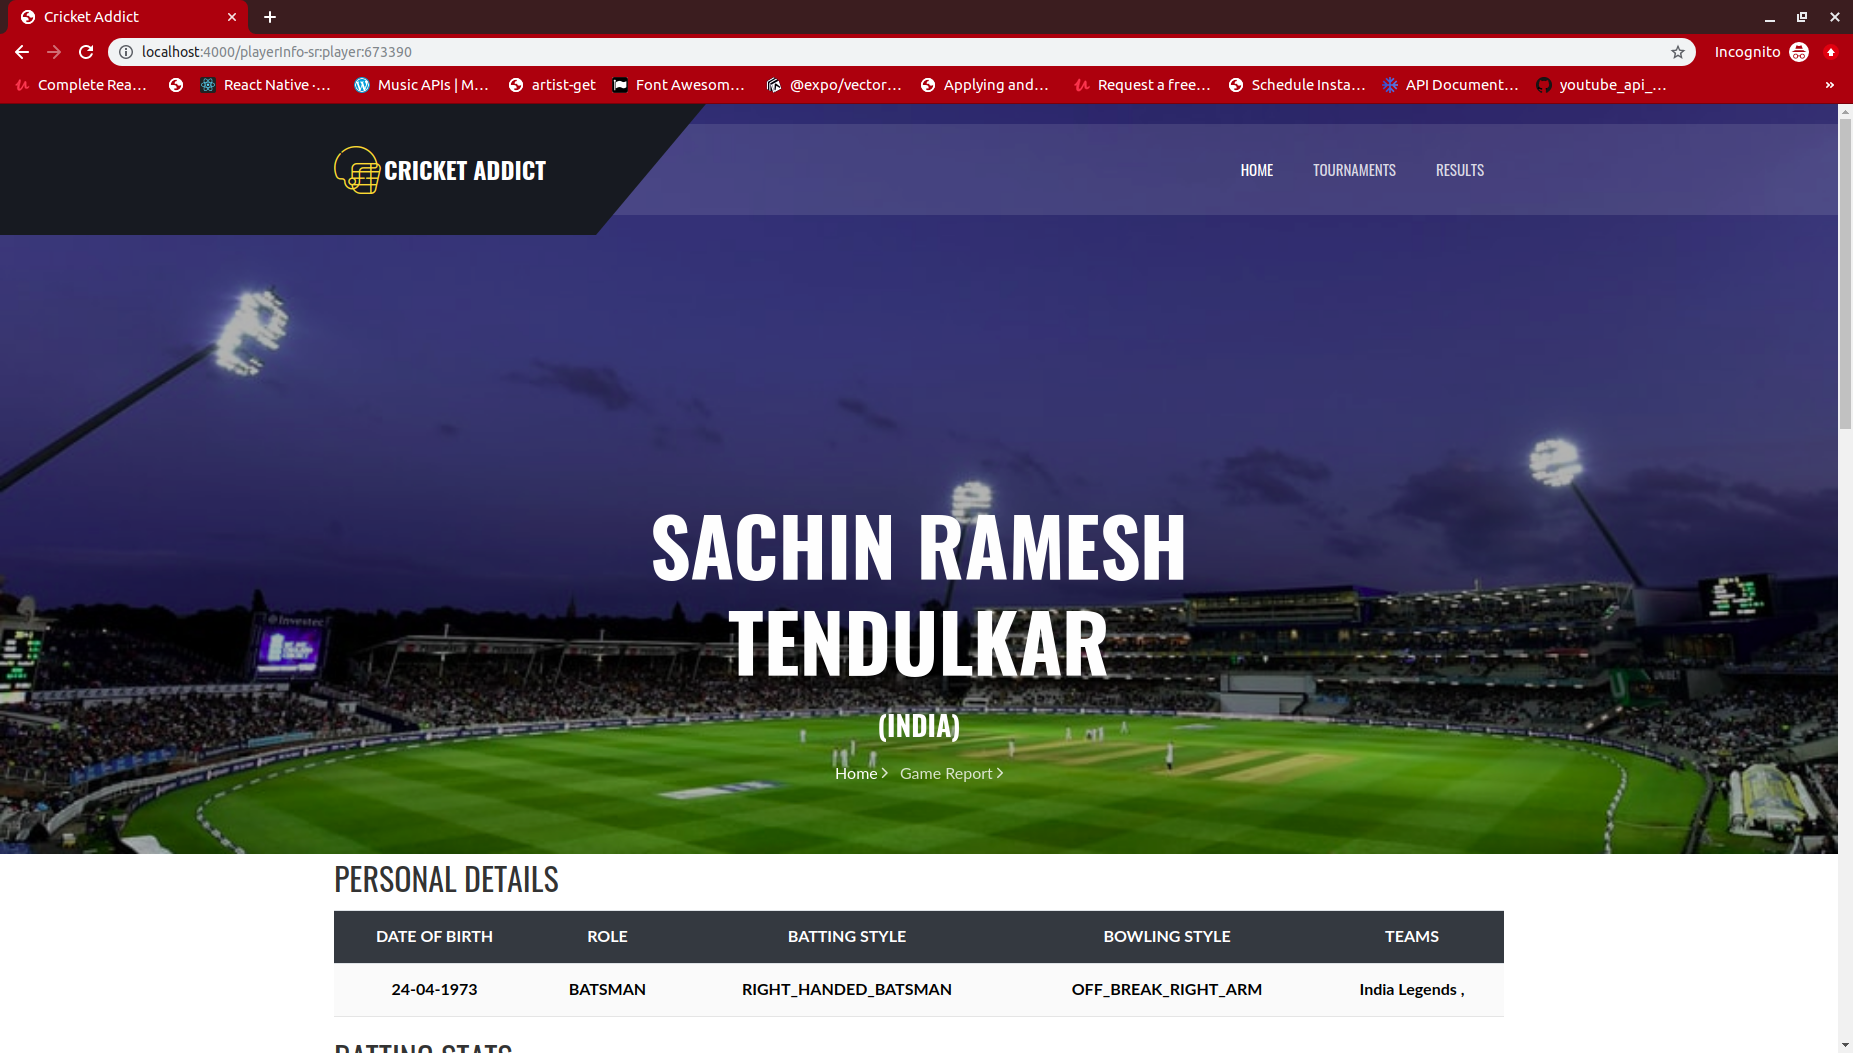 Cricket Addict
localhost:4000/playerInfo-sr:player:673390
Incognito
Complete Rea…
React Native ·…
Music APIs | M…
artist-get
Font Awesom…
@expo/vector…
Applying and…
Request a free…
Schedule Insta…
API Document…
youtube_api_…
»
CRICKET ADDICT
HOME
TOURNAMENTS
RESULTS
SACHIN RAMESH
TENDULKAR
(INDIA)
Home
Game Report
Investec
PERSONAL DETAILS
DATE OF BIRTH ROLE BATTING STYLE BOWLING STYLE TEAMS
24-04-1973 BATSMAN RIGHT_HANDED_BATSMAN OFF_BREAK_RIGHT_ARM India Legends ,
BATTING STATS